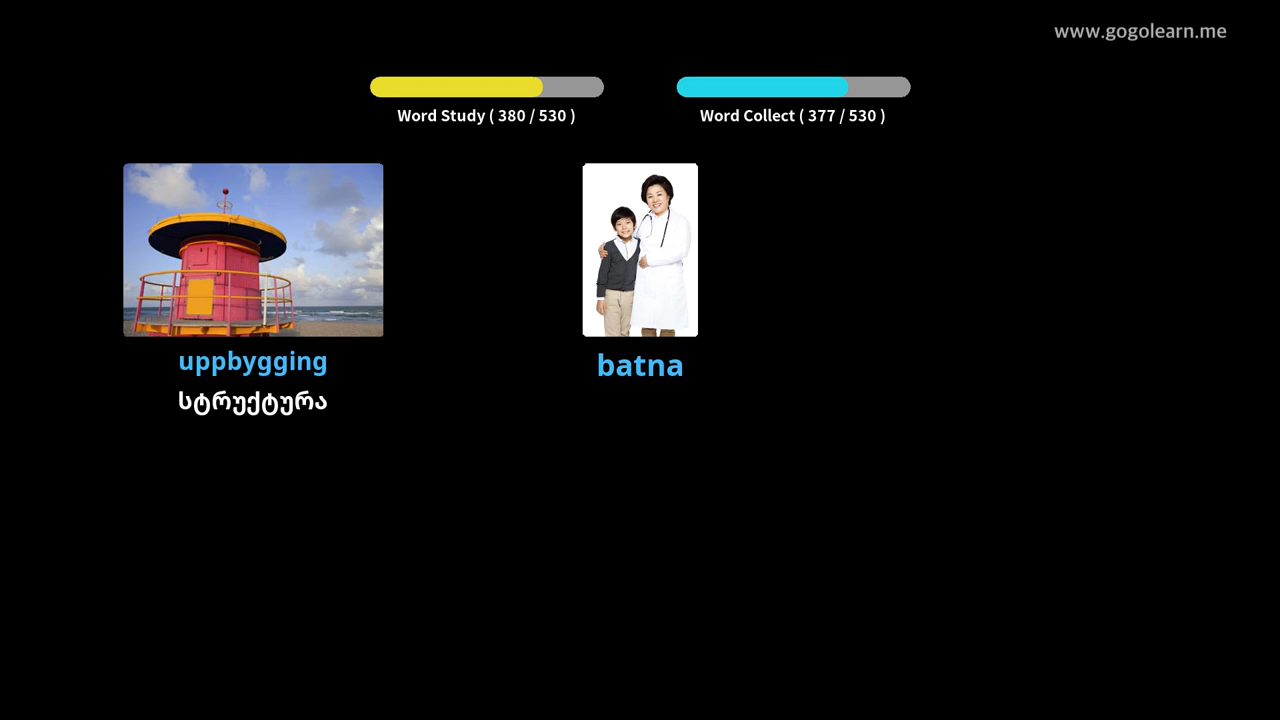 www.gogolearn.me
Word Study ( 380 / 530 )
Word Collect ( 377 / 530 )
uppbygging
სტრუქტურა
batna